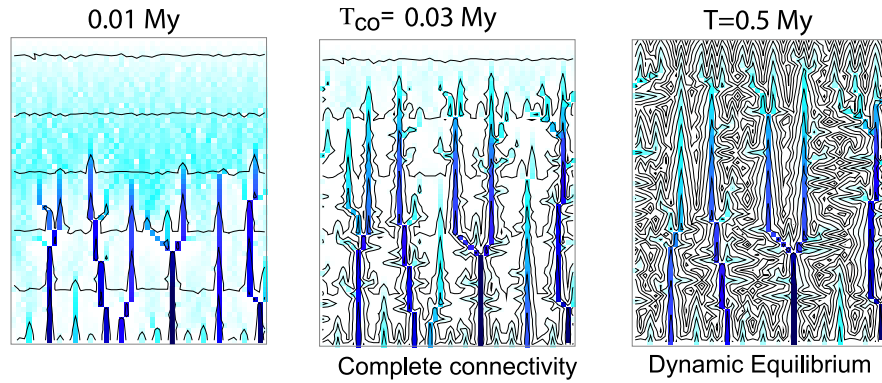 0.01 My
Tco= 0.03 My
T=0.5 My
Complete connectivity
Dynamic Equilibrium